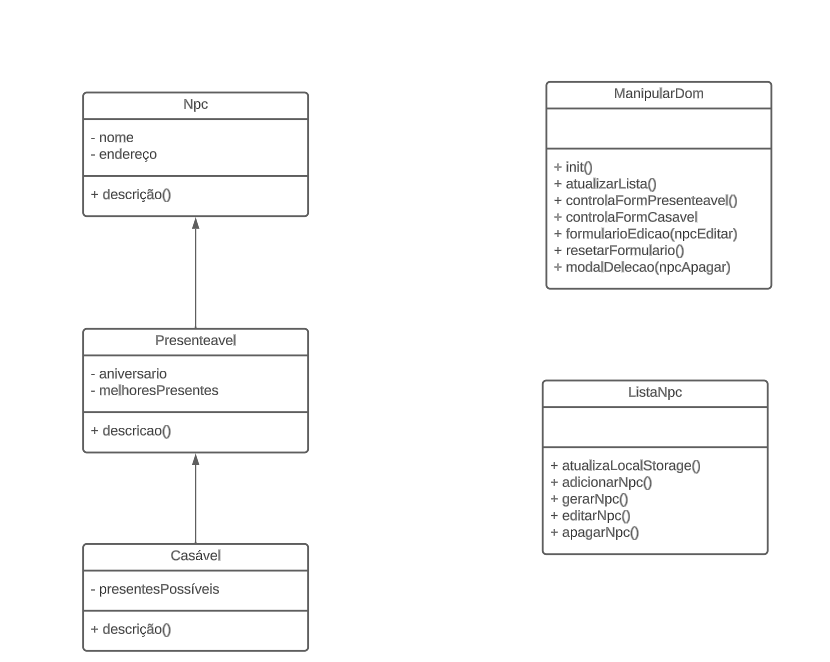 Npc
- nome
- endereço
+ descrição()
Presenteavel
- aniversario
- melhoresPresentes
+ descricao()
Casável
- presentesPossíveis
+ descrição()
ManipularDom
+ init()
+ atualizarLista()
+ controlaFormPresenteavel()
+ controlaFormCasavel
+ formularioEdicao(npcEditar)
+ resetarFormulario()
+ modalDelecao(npcApagar)
ListaNpc
+ atualizaLocalStorage()
+ adicionarNpc()
+ gerarNpc()
+ editarNpc()
+ apagarNpc()